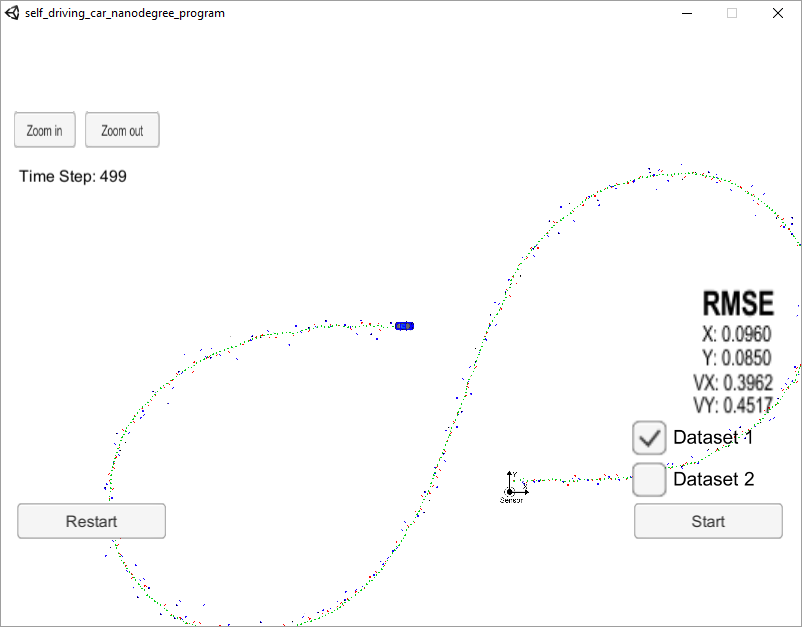 self_driving_car_nanodegree_program
Zoom in
Zoom out
Time Step: 499
RMSE
X: 0.0960
Y: 0.0850
VX: 0.3962
VY: 0.4517
Dataset 1
Dataset 2
Y
X
Sensor
Restart
Start